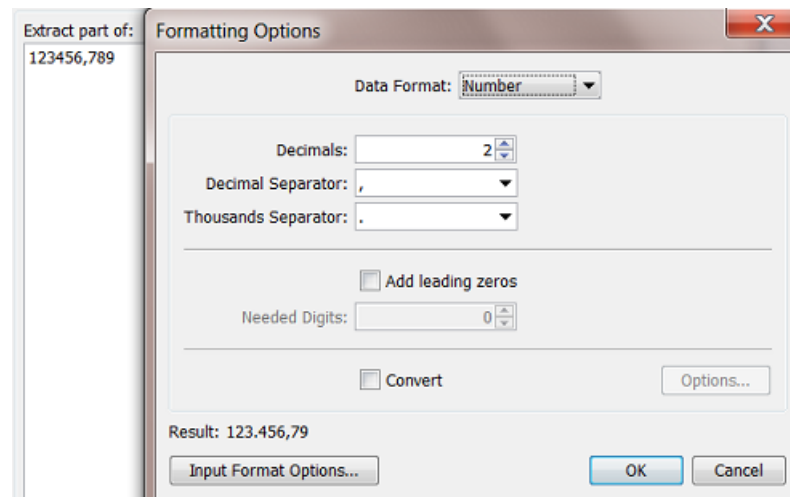 Extract part of:
123456,789
Formatting Options
X
Data Format: Number
Decimals: 2
Decimal Separator: ,
Thousands Separator: .
Add leading zeros
Needed Digits: 0
Convert
Options...
Result: 123.456,79
Input Format Options...
OK
Cancel